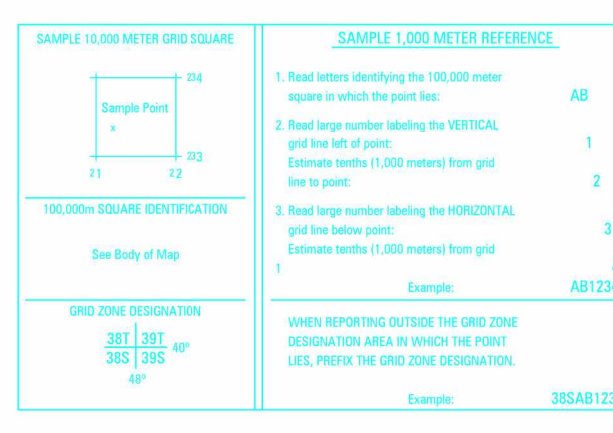 SAMPLE 10,000 METER GRID SQUARE
234
Sample Point
x
233
21 22
100,000m SQUARE IDENTIFICATION
See Body of Map
GRID ZONE DESIGNATION
38T 39T
40º
38S 39S
48º
SAMPLE 1,000 METER REFERENCE
1. Read letters identifying the 100,000 meter
square in which the point lies: AB
2. Read large number labeling the VERTICAL
grid line left of point: 1
Estimate tenths (1,000 meters) from grid
line to point: 2
3. Read large number labeling the HORIZONTAL
grid line below point: 3
Estimate tenths (1,000 meters) from grid
1
Example: AB123
WHEN REPORTING OUTSIDE THE GRID ZONE
DESIGNATION AREA IN WHICH THE POINT
LIES, PREFIX THE GRID ZONE DESIGNATION.
Example: 38SAB123